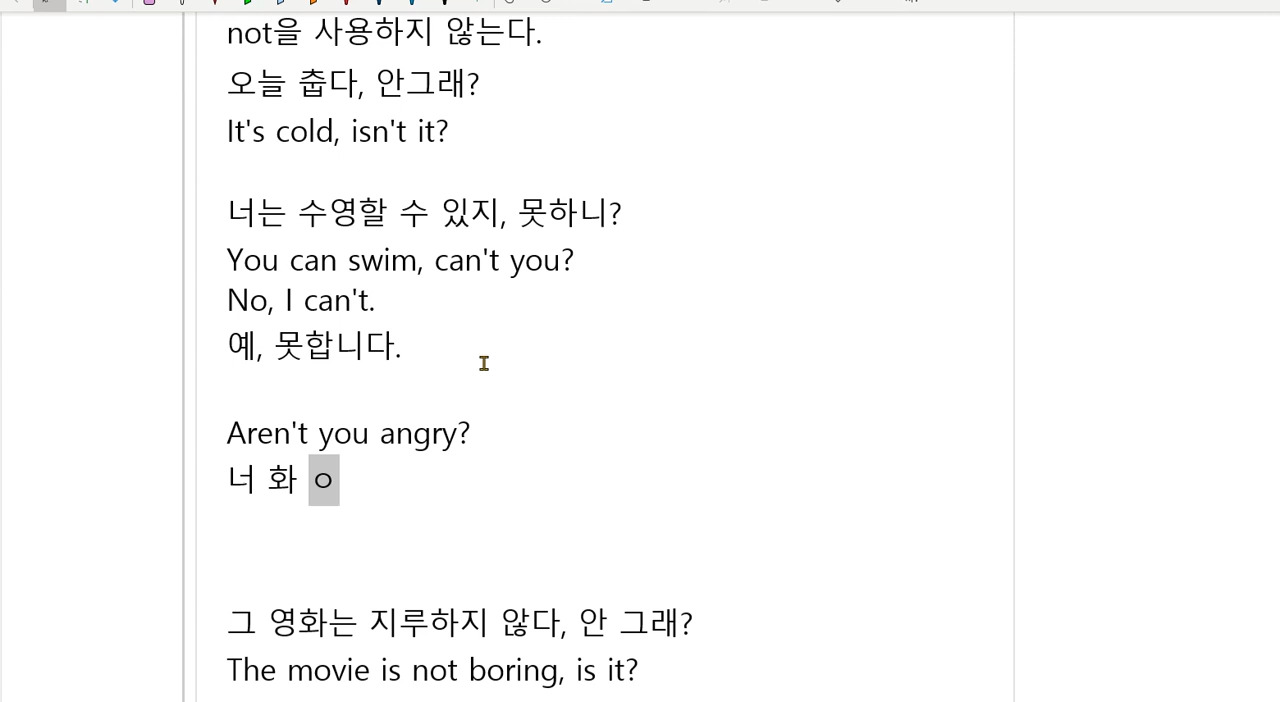 not을 사용하지 않는다.
오늘 춥다, 안그래?
It's cold, isn't it?
너는 수영할 수 있지, 못하니?
You can swim, can't you?
No, I can't.
예, 못합니다.
Aren't you angry?
너 화 ㅇ
그 영화는 지루하지 않다, 안 그래?
The movie is not boring, is it?